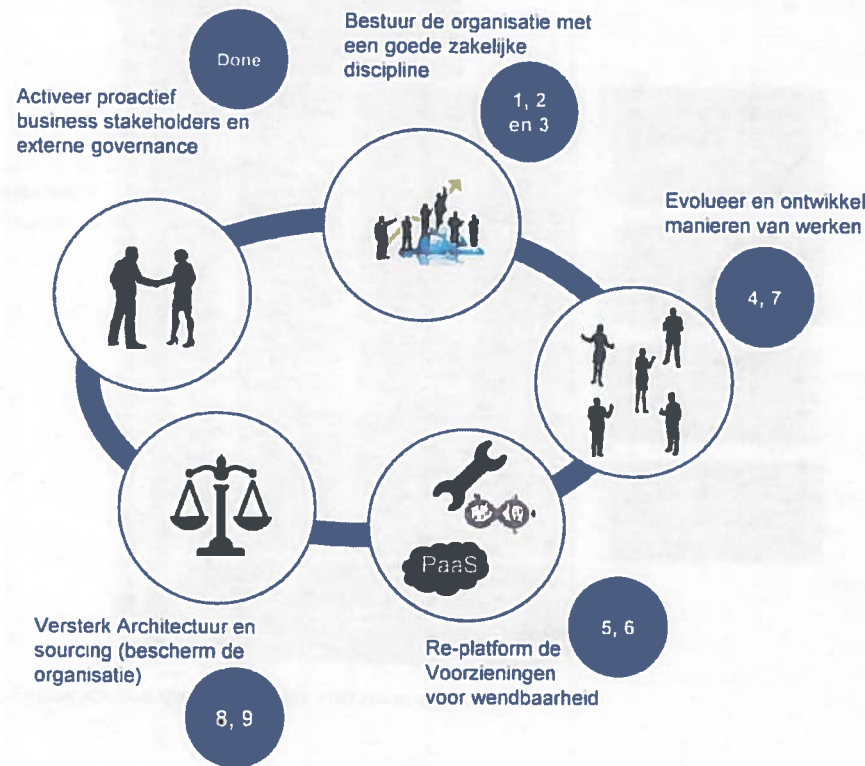 Done
Bestuur de organisatie met
een goede zakelijke
discipline
Activeer proactief
business stakeholders en
externe governance
1, 2
en 3
Evolueer en ontwikkel
manieren van werken
4, 7
PaaS
Versterk Architectuur en
sourcing (bescherm de
organisatie)
8, 9
Re-platform de
Voorzieningen
voor wendbaarheid
5, 6